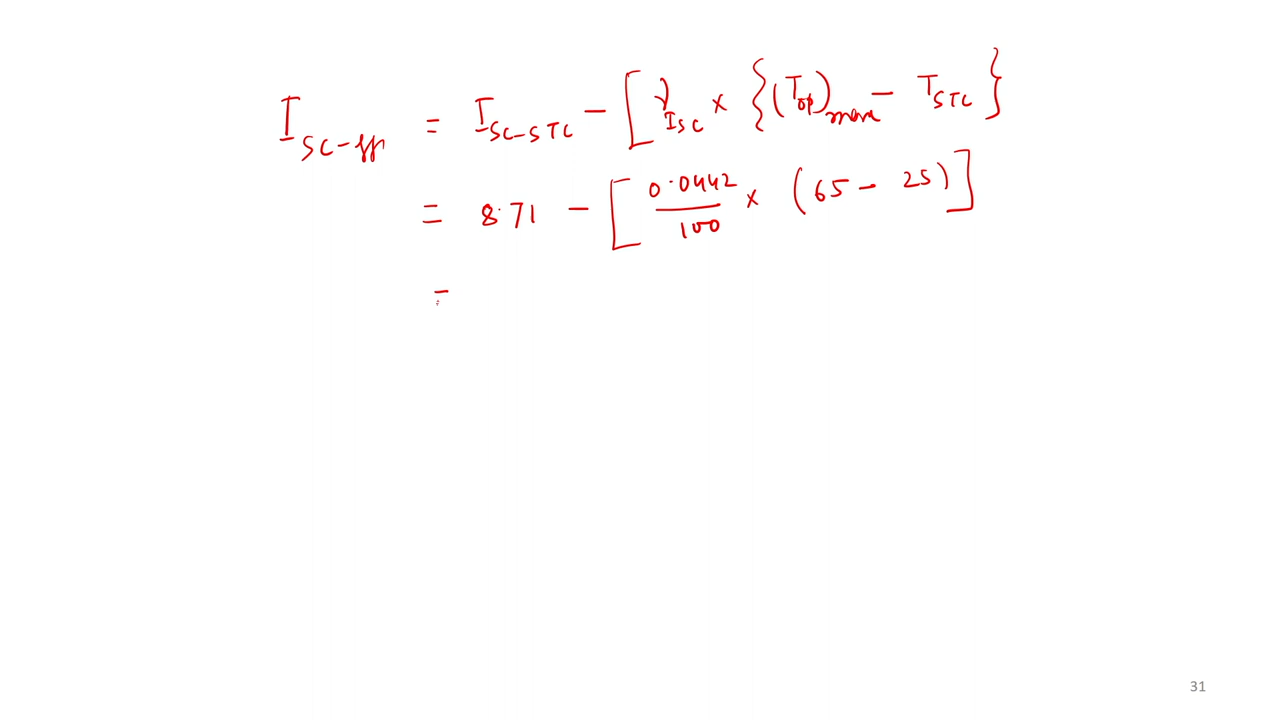 I_SC-eff = I_SC-STC - [γ_ISC × {(T_op)_max - T_STC}
= 8.71 - [0.0442/100 × (65 - 25)]
=
31